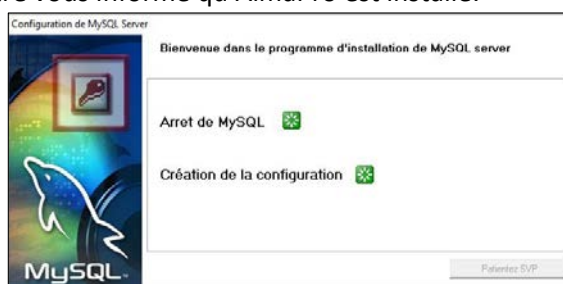 Configuration de MySQL Server
Bienvenue dans le programme d'installation de MySQL server
Arret de MySQL
Création de la configuration
MySQL
Patientez SVP